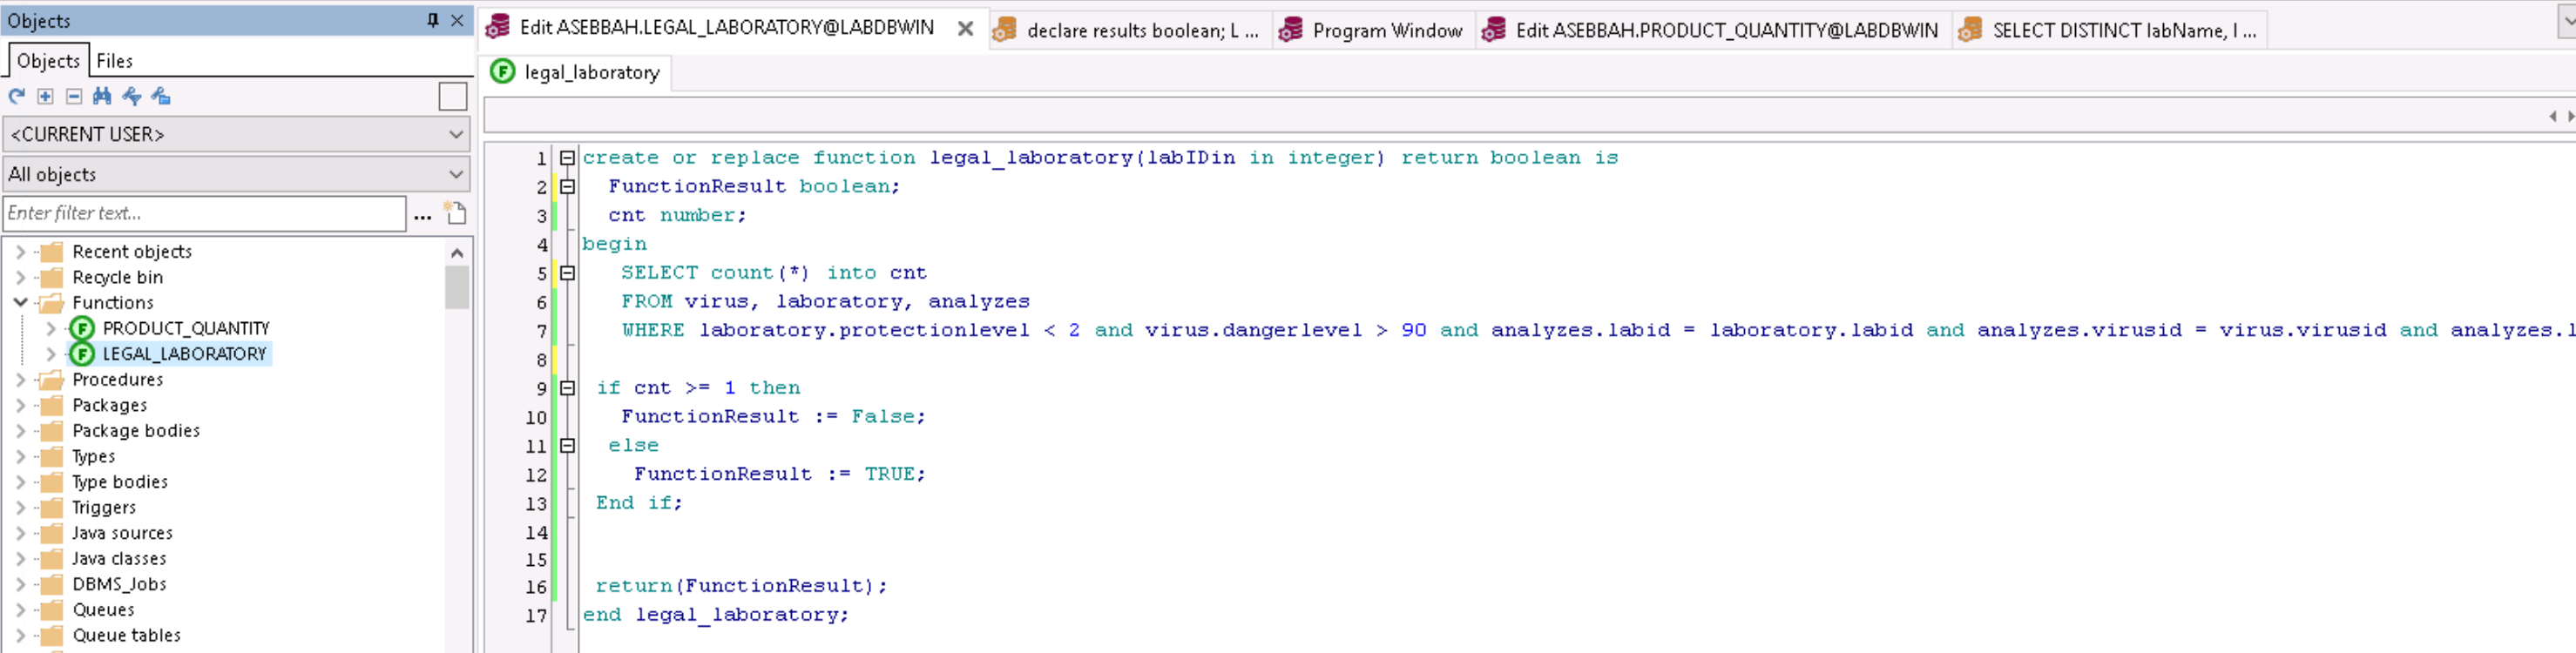 Objects
Objects Files
<CURRENT USER>
All objects
Enter filter text... ...
Recent objects
Recycle bin
Functions
PRODUCT_QUANTITY
LEGAL_LABORATORY
Procedures
Packages
Package bodies
Types
Type bodies
Triggers
Java sources
Java classes
DBMS_Jobs
Queues
Queue tables
Edit ASEBBAH.LEGAL_LABORATORY@LABDBWIN declare results boolean; L ... Program Window Edit ASEBBAH.PRODUCT_QUANTITY@LABDBWIN SELECT DISTINCT labName, l ...
F legal_laboratory
1 create or replace function legal_laboratory(labIDin in integer) return boolean is
2 FunctionResult boolean;
3 cnt number;
4 begin
5 SELECT count(*) into cnt
6 FROM virus, laboratory, analyzes
7 WHERE laboratory.protectionlevel < 2 and virus.dangerlevel > 90 and analyzes.labid = laboratory.labid and analyzes.virusid = virus.virusid and analyzes.l
8
9 if cnt >= 1 then
10 FunctionResult := False;
11 else
12 FunctionResult := TRUE;
13 End if;
14
15
16 return(FunctionResult);
17 end legal_laboratory;